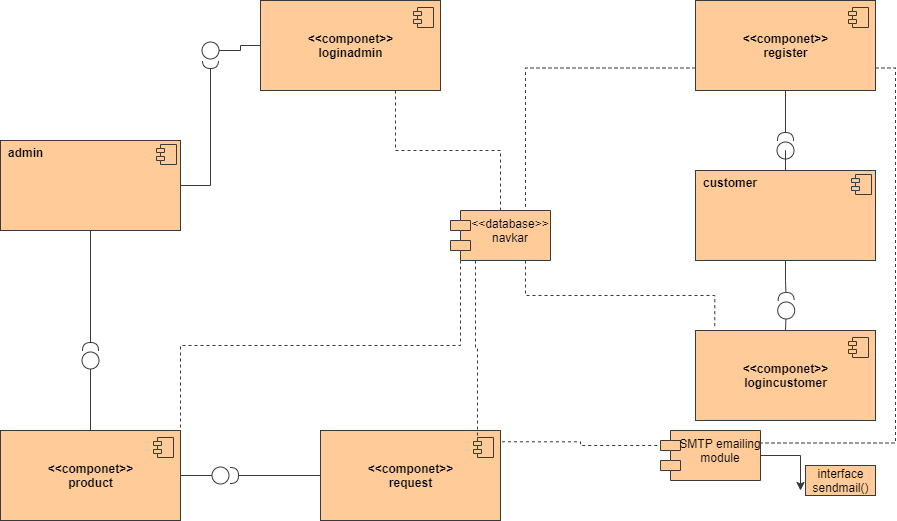 <<componet>>
loginadmin
<<componet>>
register
admin
customer
<<database>>
navkar
<<componet>>
logincustomer
<<componet>>
product
<<componet>>
request
SMTP emailing
module
interface
sendmail()